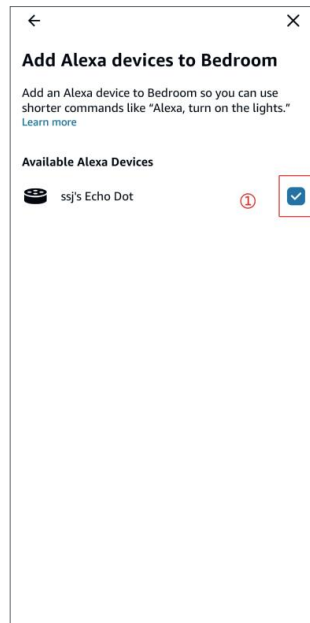 Add Alexa devices to Bedroom
Add an Alexa device to Bedroom so you can use
shorter commands like “Alexa, turn on the lights.”
Learn more
Available Alexa Devices
ssj's Echo Dot ①